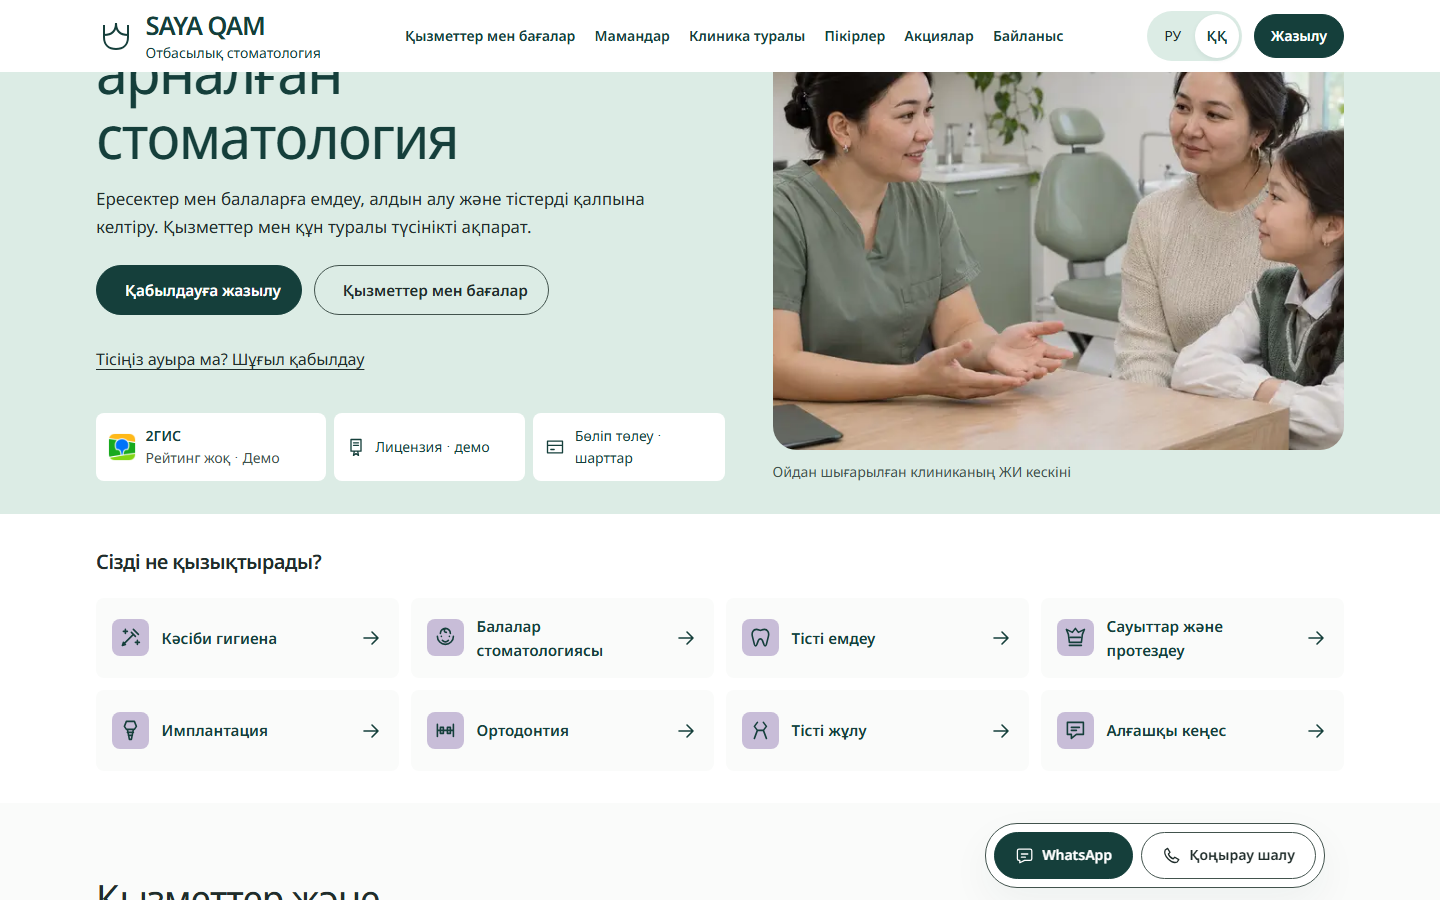 SAYA QAM
Отбасылық стоматология
Қызметтер мен бағалар
Мамандар
Клиника туралы
Пікірлер
Акциялар
Байланыс
РУ
ҚҚ
Жазылу
арналған
стоматология
Ересектер мен балаларға емдеу, алдын алу және тістерді қалпына
келтіру. Қызметтер мен құн туралы түсінікті ақпарат.
Қабылдауға жазылу
Қызметтер мен бағалар
Тісіңіз ауыра ма? Шұғыл қабылдау
2ГИС
Рейтинг жоқ · Демо
Лицензия · демо
Бөліп төлеу ·
шарттар
Ойдан шығарылған клиниканың ЖИ кескіні
Сізді не қызықтырады?
Кәсіби гигиена
Балалар
стоматологиясы
Тісті емдеу
Сауыттар және
протездеу
Имплантация
Ортодонтия
Тісті жұлу
Алғашқы кеңес
WhatsApp
Қоңырау шалу
Қызметтер және